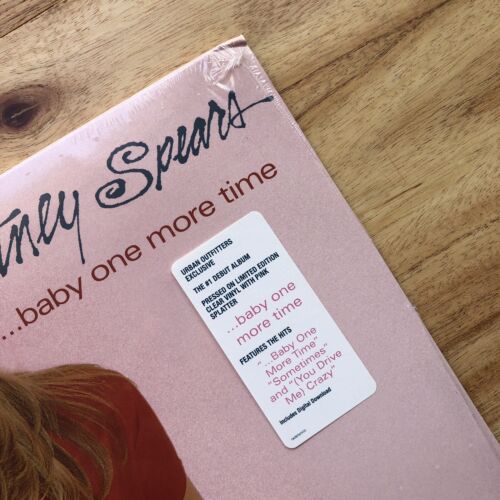 tney Spears
...baby one more time
URBAN OUTFITTERS
EXCLUSIVE
THE #1 DEBUT ALBUM
PRESSED ON LIMITED EDITION
CLEAR VINYL WITH PINK
SPLATTER
...baby one
more time
FEATURES THE HITS
"...Baby One
More Time"
"Sometimes"
and "(You Drive
Me) Crazy"
Includes Digital Download